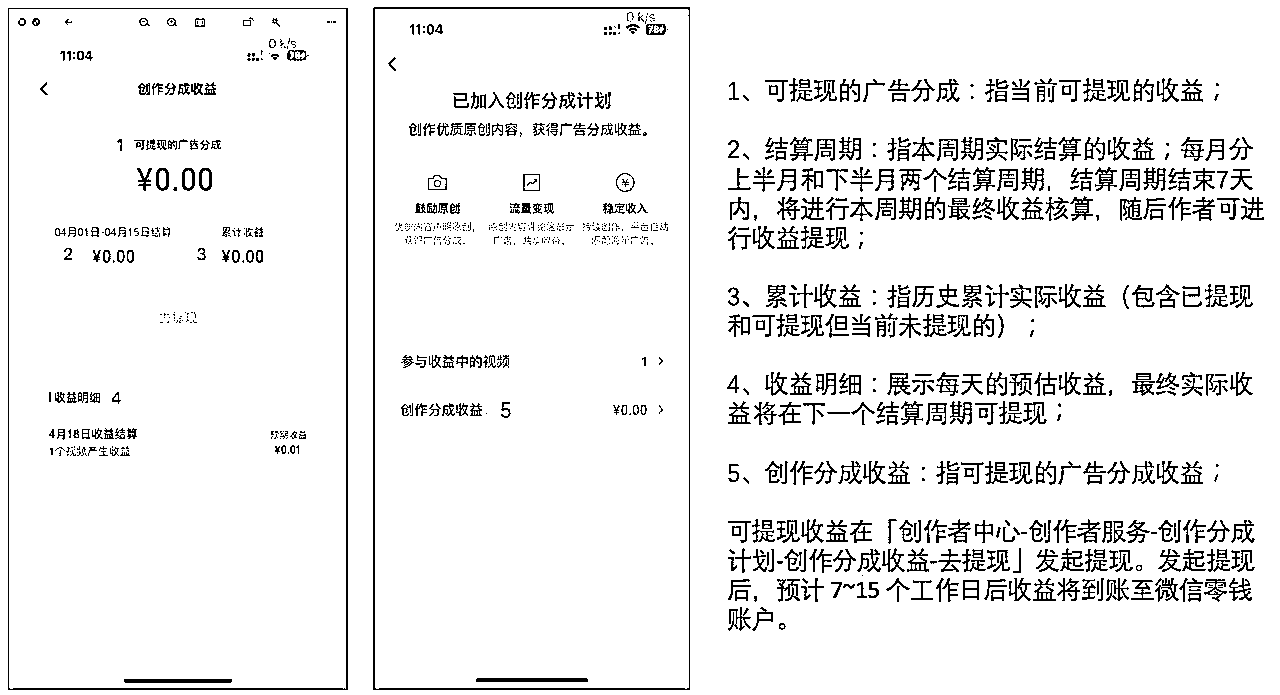 0 k/s
11:04
创作分成收益
1 可提现的广告分成
¥0.00
04月01日-04月15日结算 累计收益
2 ¥0.00 3 ¥0.00
去提现
收益明细 4
4月18日收益结算 预期收益
1个视频产生收益 ¥0.01
0 k/s
11:04
已加入创作分成计划
创作优质原创内容，获得广告分成收益。
鼓励原创 流量变现 稳定收入
参与收益中的视频 1
创作分成收益 5 ¥0.00
1、可提现的广告分成：指当前可提现的收益；
2、结算周期：指本周期实际结算的收益；每月分
上半月和下半月两个结算周期，结算周期结束7天
内，将进行本周期的最终收益核算，随后作者可进
行收益提现；
3、累计收益：指历史累计实际收益（包含已提现
和可提现但当前未提现的）；
4、收益明细：展示每天的预估收益，最终实际收
益将在下一个结算周期可提现；
5、创作分成收益：指可提现的广告分成收益；
可提现收益在「创作者中心-创作者服务-创作分成
计划-创作分成收益-去提现」发起提现。发起提现
后，预计 7~15 个工作日后收益将到账至微信零钱
账户。